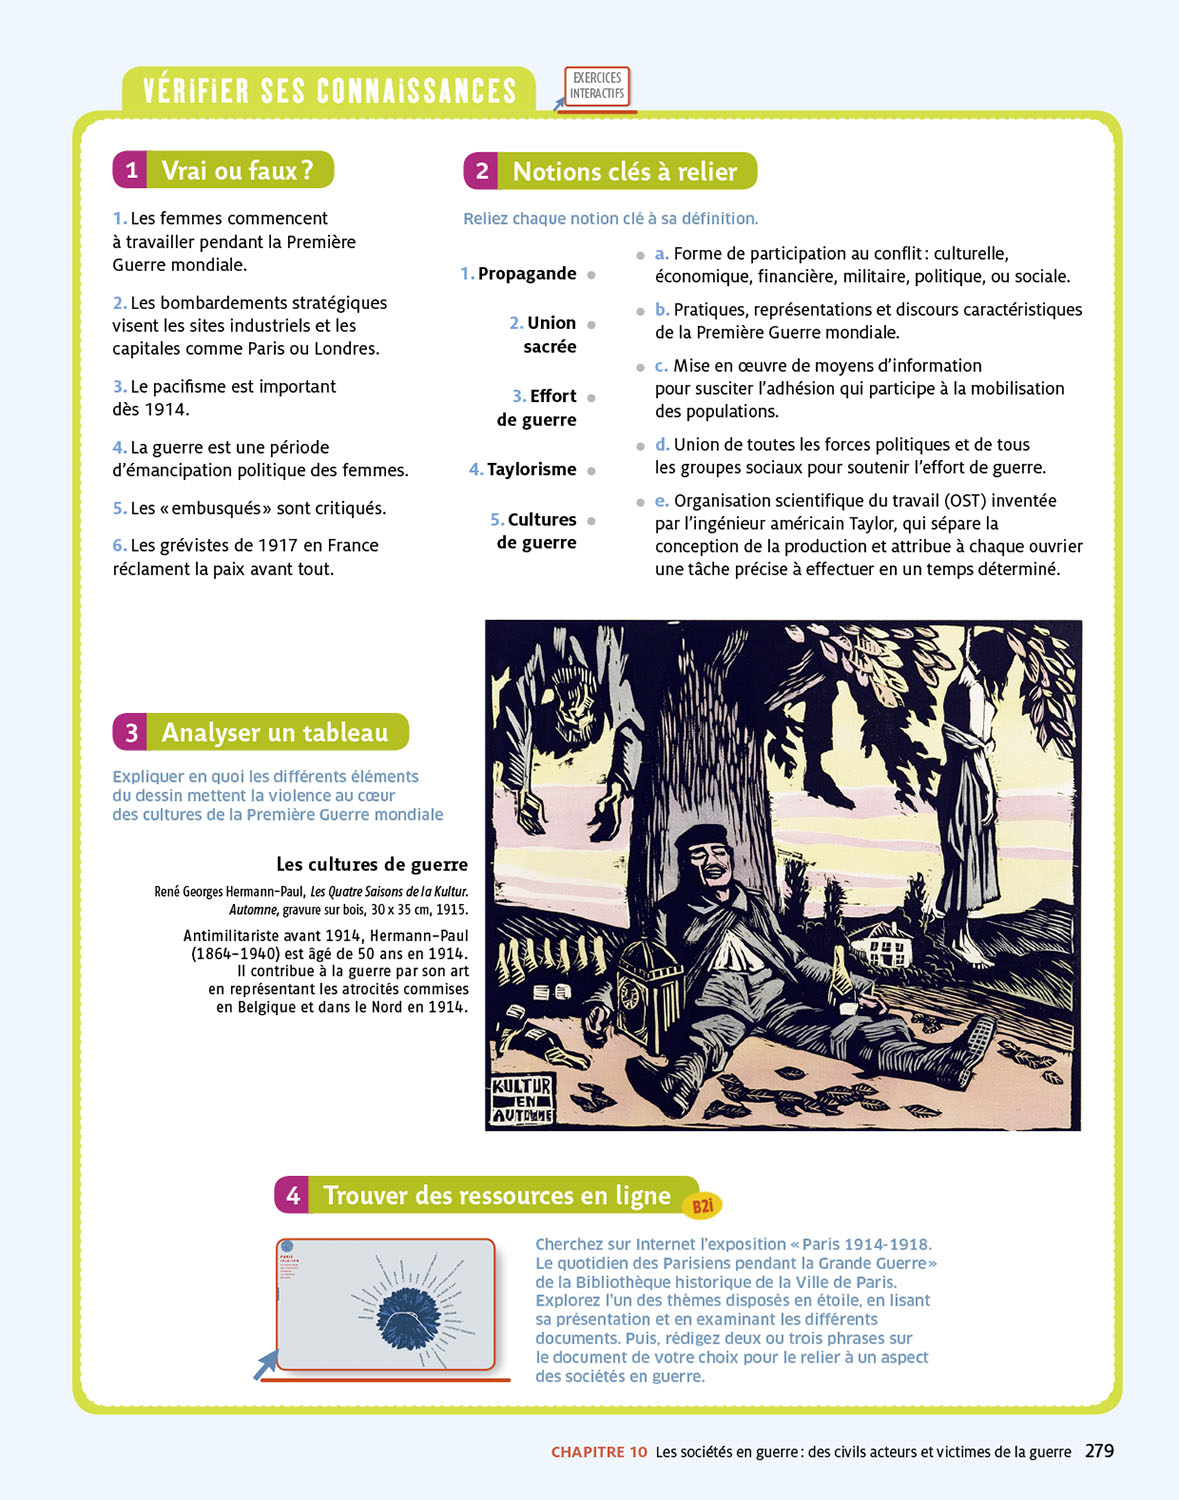 VÉRIFIER SES CONNAISSANCES
EXERCICES
INTERACTIFS
1 Vrai ou faux ?
1. Les femmes commencent
à travailler pendant la Première
Guerre mondiale.
2. Les bombardements stratégiques
visent les sites industriels et les
capitales comme Paris ou Londres.
3. Le pacifisme est important
dès 1914.
4. La guerre est une période
d’émancipation politique des femmes.
5. Les « embusqués » sont critiqués.
6. Les grévistes de 1917 en France
réclament la paix avant tout.
2 Notions clés à relier
Reliez chaque notion clé à sa définition.
1. Propagande
2. Union
sacrée
3. Effort
de guerre
4. Taylorisme
5. Cultures
de guerre
a. Forme de participation au conflit : culturelle,
économique, financière, militaire, politique, ou sociale.
b. Pratiques, représentations et discours caractéristiques
de la Première Guerre mondiale.
c. Mise en œuvre de moyens d’information
pour susciter l’adhésion qui participe à la mobilisation
des populations.
d. Union de toutes les forces politiques et de tous
les groupes sociaux pour soutenir l’effort de guerre.
e. Organisation scientifique du travail (OST) inventée
par l’ingénieur américain Taylor, qui sépare la
conception de la production et attribue à chaque ouvrier
une tâche précise à effectuer en un temps déterminé.
3 Analyser un tableau
Expliquer en quoi les différents éléments
du dessin mettent la violence au cœur
des cultures de la Première Guerre mondiale
Les cultures de guerre
René Georges Hermann-Paul, Les Quatre Saisons de la Kultur.
Automne, gravure sur bois, 30 x 35 cm, 1915.
Antimilitariste avant 1914, Hermann-Paul
(1864-1940) est âgé de 50 ans en 1914.
Il contribue à la guerre par son art
en représentant les atrocités commises
en Belgique et dans le Nord en 1914.
KULTUR
EN
AUTOMNE
4 Trouver des ressources en ligne
B2i
PARIS
Cherchez sur Internet l’exposition « Paris 1914-1918.
Le quotidien des Parisiens pendant la Grande Guerre »
de la Bibliothèque historique de la Ville de Paris.
Explorez l’un des thèmes disposés en étoile, en lisant
sa présentation et en examinant les différents
documents. Puis, rédigez deux ou trois phrases sur
le document de votre choix pour le relier à un aspect
des sociétés en guerre.
CHAPITRE 10 Les sociétés en guerre : des civils acteurs et victimes de la guerre 279